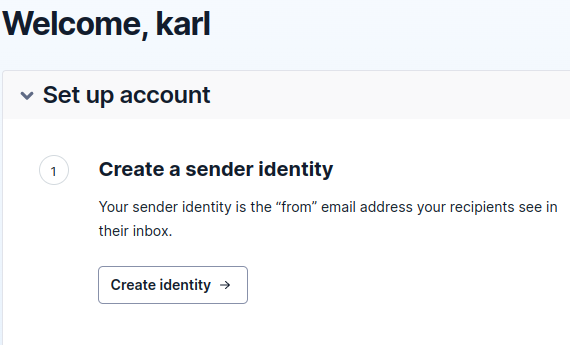 Welcome, karl
Set up account
1
Create a sender identity
Your sender identity is the “from” email address your recipients see in
their inbox.
Create identity →